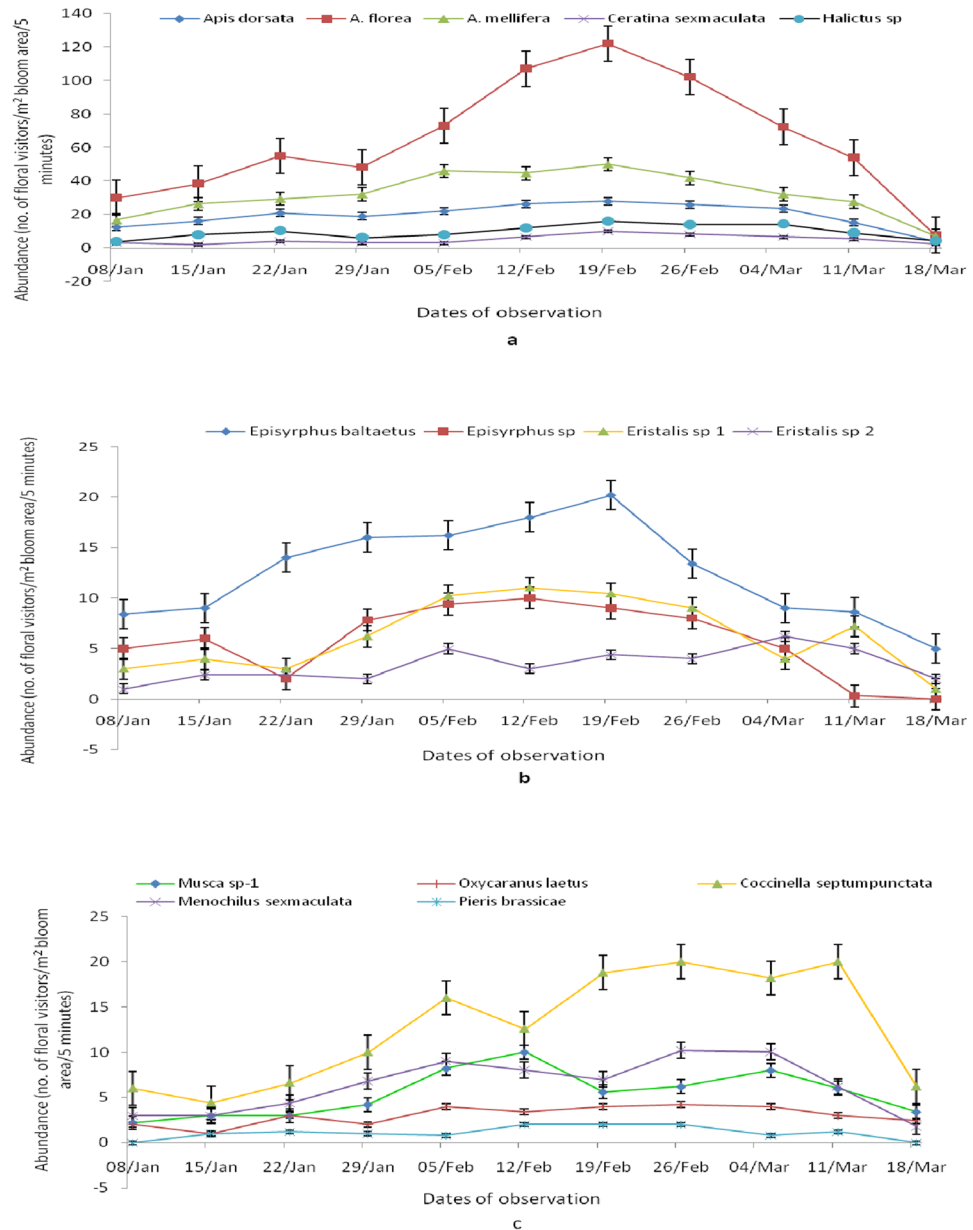 Apis dorsata A. florea A. mellifera Ceratina sexmaculata Halictus sp
Abundance (no. of floral visitors/m² bloom area/5
minutes)
140
120
100
80
60
40
20
0
-20
08/Jan 15/Jan 22/Jan 29/Jan 05/Feb 12/Feb 19/Feb 26/Feb 04/Mar 11/Mar 18/Mar
Dates of observation
a
Episyrphus baltaetus Episyrphus sp Eristalis sp 1 Eristalis sp 2
Abundance (no. of floral visitors/m² bloom area/5 minutes)
25
20
15
10
5
0
-5
08/Jan 15/Jan 22/Jan 29/Jan 05/Feb 12/Feb 19/Feb 26/Feb 04/Mar 11/Mar 18/Mar
Dates of observation
b
Musca sp-1 Oxycaranus laetus Coccinella septumpunctata
Menochilus sexmaculata Pieris brassicae
Abundance (no. of floral visitors/m² bloom
area/5 minutes)
25
20
15
10
5
0
-5
08/Jan 15/Jan 22/Jan 29/Jan 05/Feb 12/Feb 19/Feb 26/Feb 04/Mar 11/Mar 18/Mar
Dates of observation
c